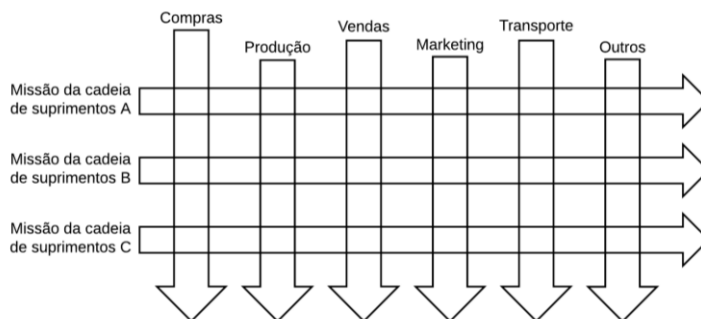 Compras
Produção
Vendas
Marketing
Transporte
Outros
Missão da cadeia
de suprimentos A
Missão da cadeia
de suprimentos B
Missão da cadeia
de suprimentos C